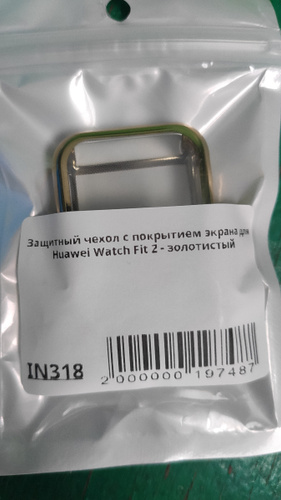 Защитный чехол с покрытием экрана для
Huawei Watch Fit 2 - золотистый
IN318
2 000000 197487